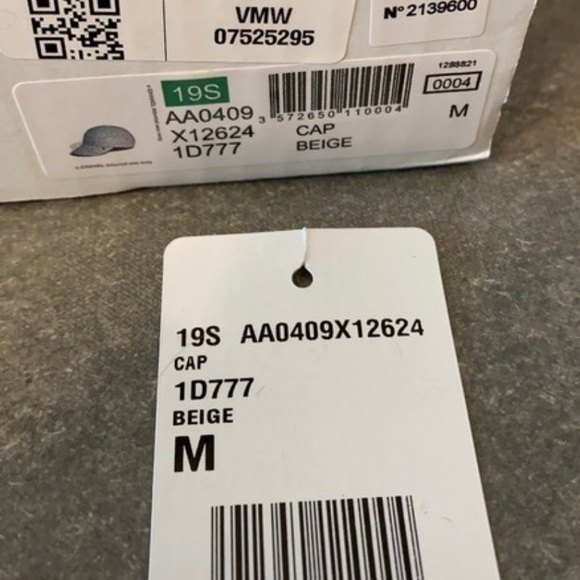 VMW
07525295
Nº 2139600
19S
AA0409
X12624
1D777
3 572650 110004
CAP
BEIGE
1288821
0004
M
19S AA0409X12624
CAP
1D777
BEIGE
M